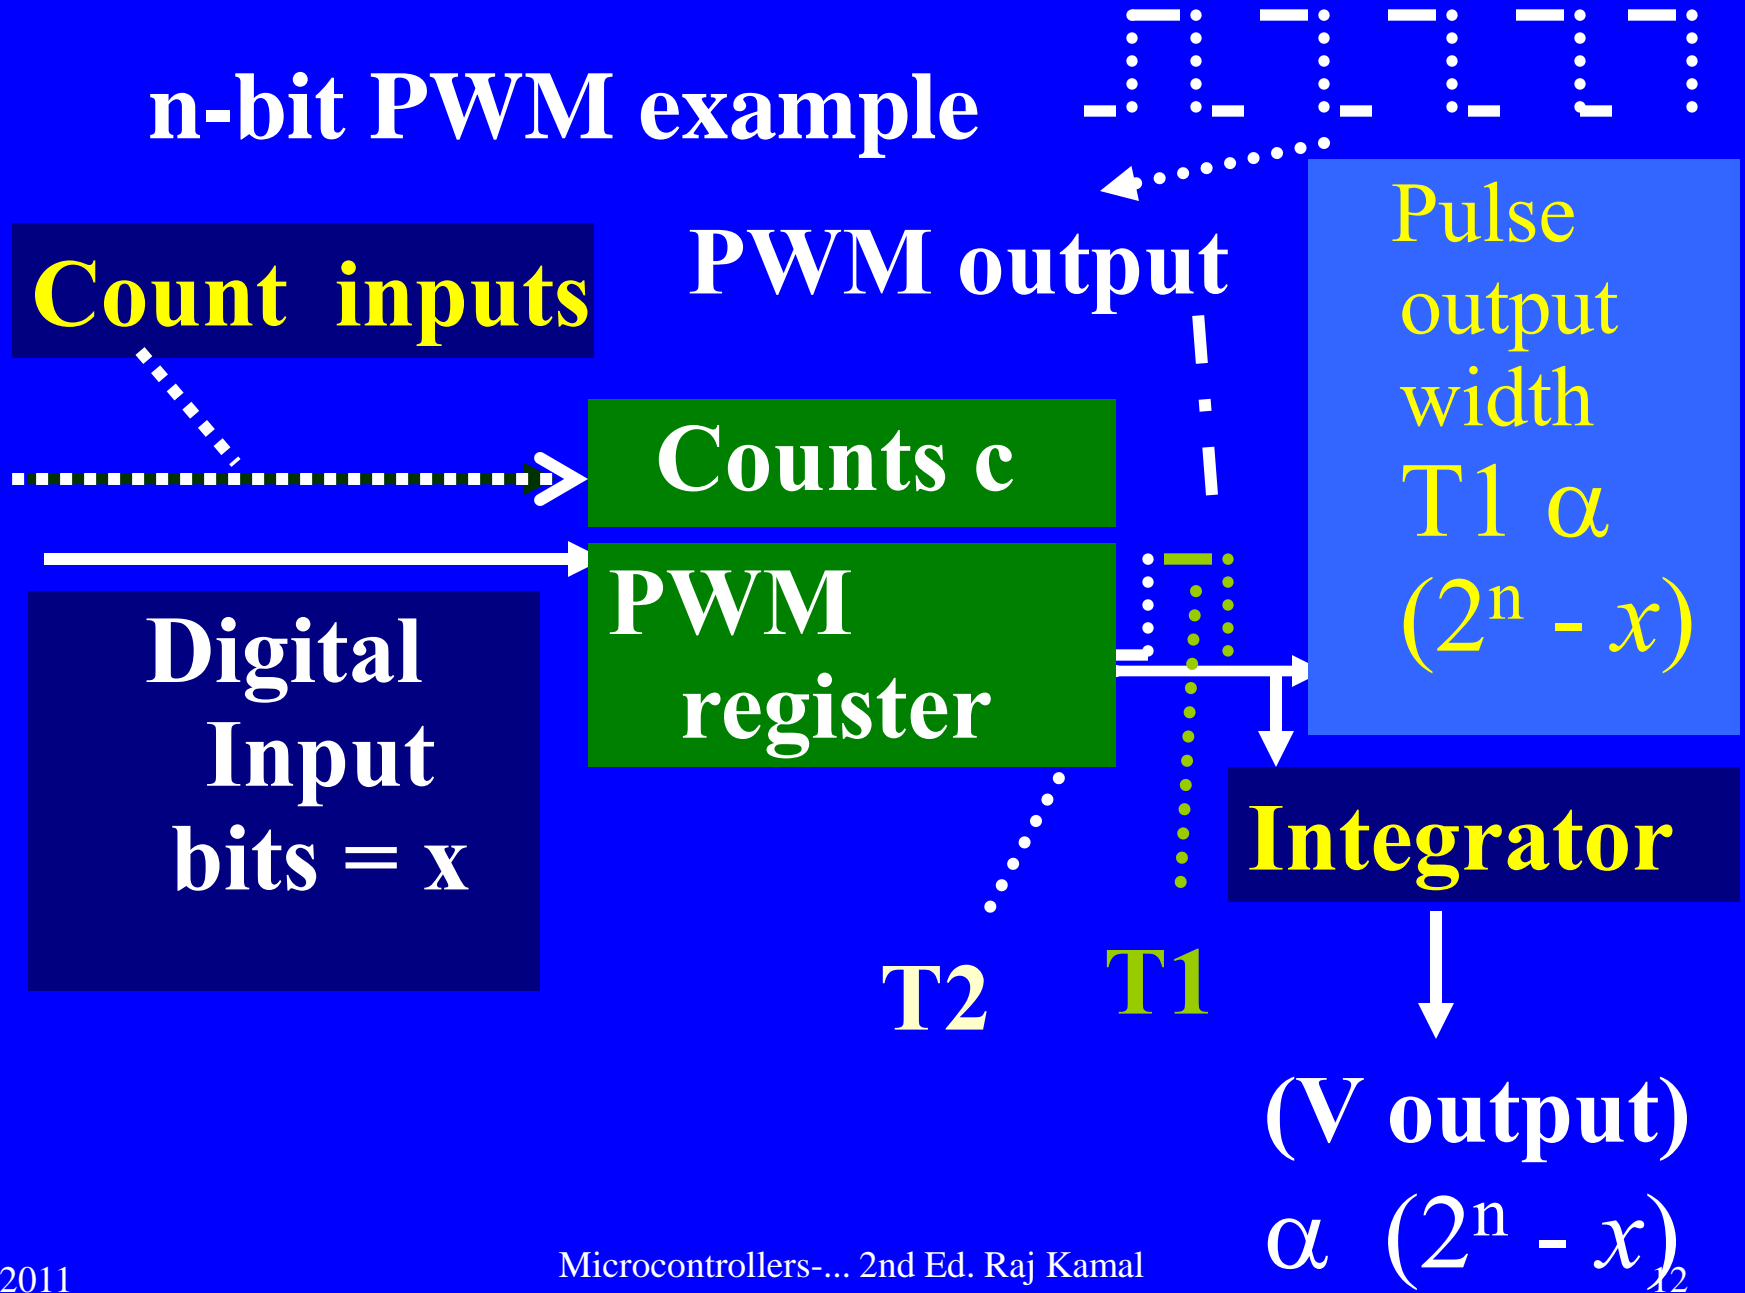 n-bit PWM example
Count inputs
PWM output
Pulse
output
width
T1 α
(2ⁿ - x)
Counts c
PWM
register
Digital
Input
bits = x
Integrator
T2
T1
(V output)
α (2ⁿ - x)
2011
Microcontrollers-... 2nd Ed. Raj Kamal
12